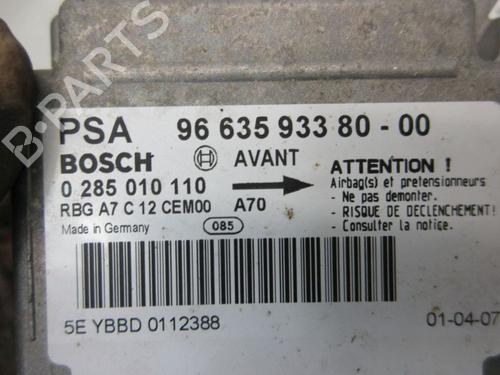 PSA 96 635 933 80 - 00
BOSCH AVANT
0 285 010 110
RBG A7 C 12 CEM00 A70
Made in Germany 085
ATTENTION !
Airbag(s) et pretensionneurs
- Ne pas demonter.
- RISQUE DE DECLENCHEMENT!
- Consulter la notice.
5E YBBD 0112388 01-04-07
B-PARTS